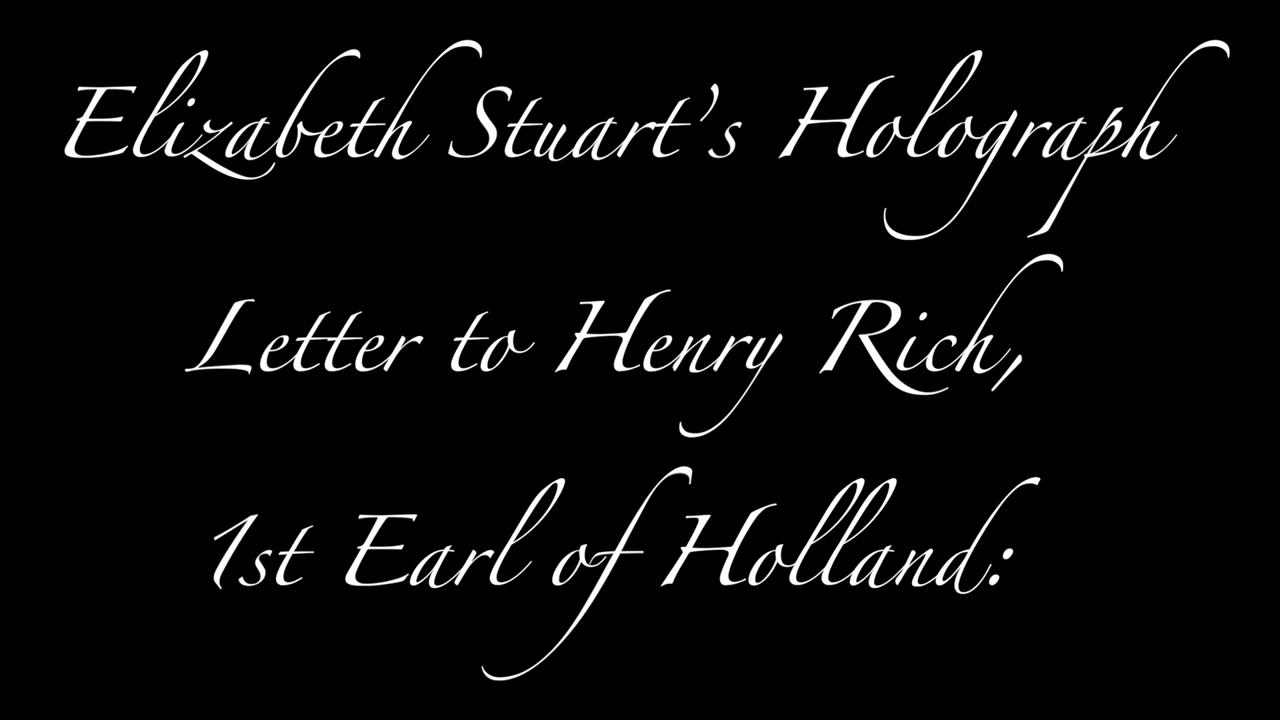 Elizabeth Stuart's Holograph
Letter to Henry Rich,
1st Earl of Holland: